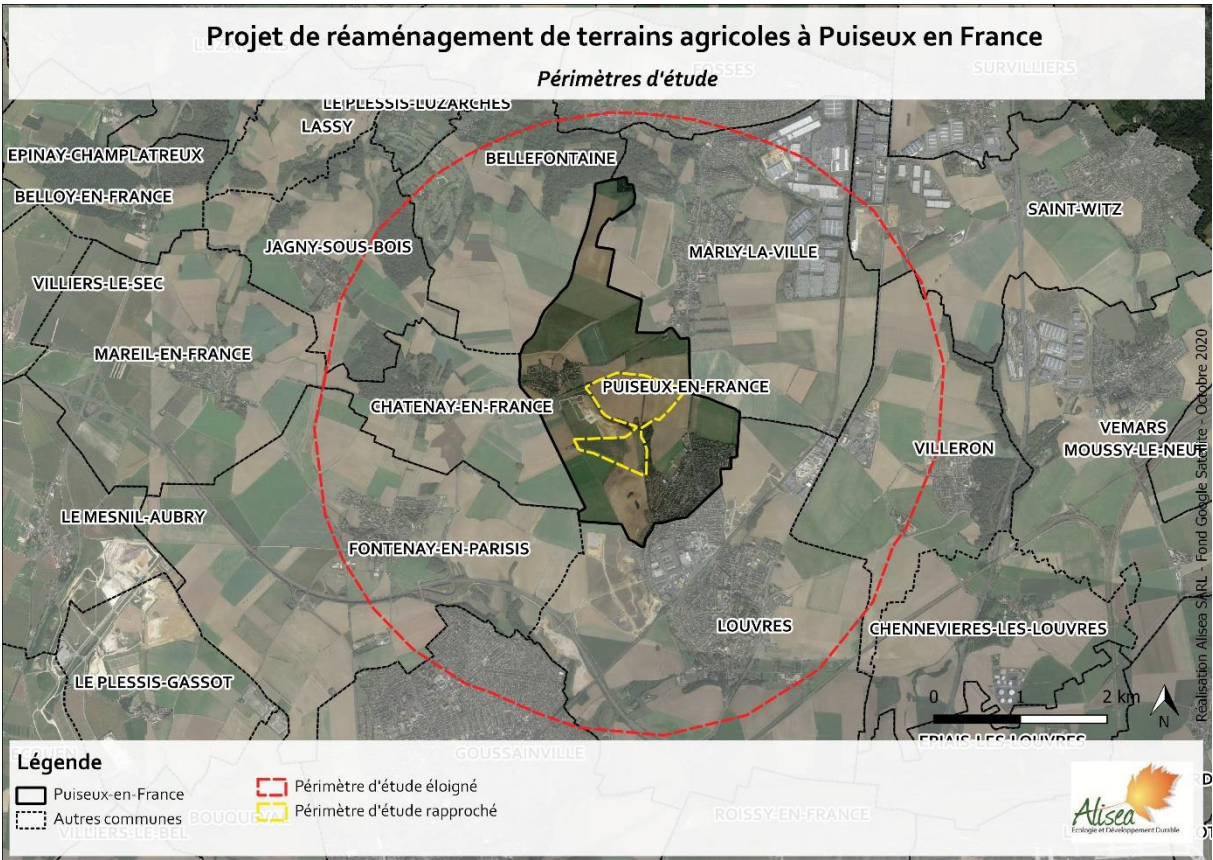 Projet de réaménagement de terrains agricoles à Puiseux en France
Périmètres d'étude
FOSSES
SURVILLIERS
LE PLESSIS-LUZARCHES
LASSY
EPINAY-CHAMPLATREUX
BELLEFONTAINE
BELLOY-EN-FRANCE
SAINT-WITZ
JAGNY-SOUS-BOIS
MARLY-LA-VILLE
VILLIERS-LE-SEC
MAREIL-EN-FRANCE
PUISEUX-EN-FRANCE
CHATENAY-EN-FRANCE
VEMARS
VILLERON
MOUSSY-LE-NEUF
LE MESNIL-AUBRY
FONTENAY-EN-PARISIS
LOUVRES
CHENNEVIERES-LES-LOUVRES
LE PLESSIS-GASSOT
0 1 2 km
N
EPIAIS-LES-LOUVRES
GOUSSAINVILLE
Réalisation Alisea SARL - Fond Google Satellite - Octobre 2020
Légende
Puiseux-en-France
Autres communes
Périmètre d'étude éloigné
Périmètre d'étude rapproché
BOUQUEVAL
VILLIERS-LE-BEL
ROISSY-EN-FRANCE
Alisea
Ecologie et Développement Durable